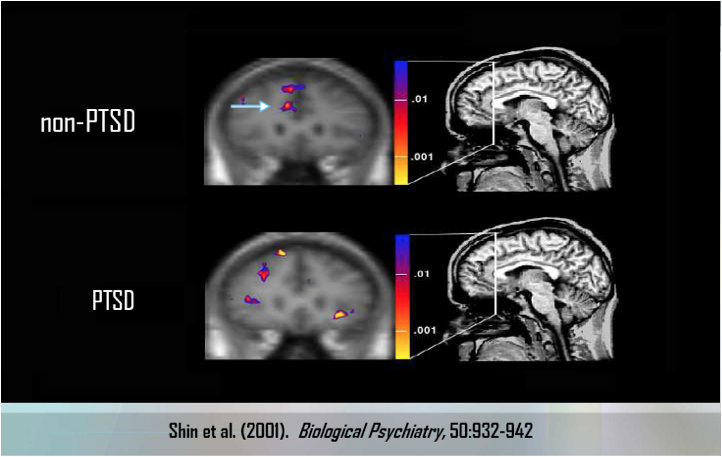 non-PTSD
.01
.001
PTSD
.01
.001
Shin et al. (2001). Biological Psychiatry, 50:932-942